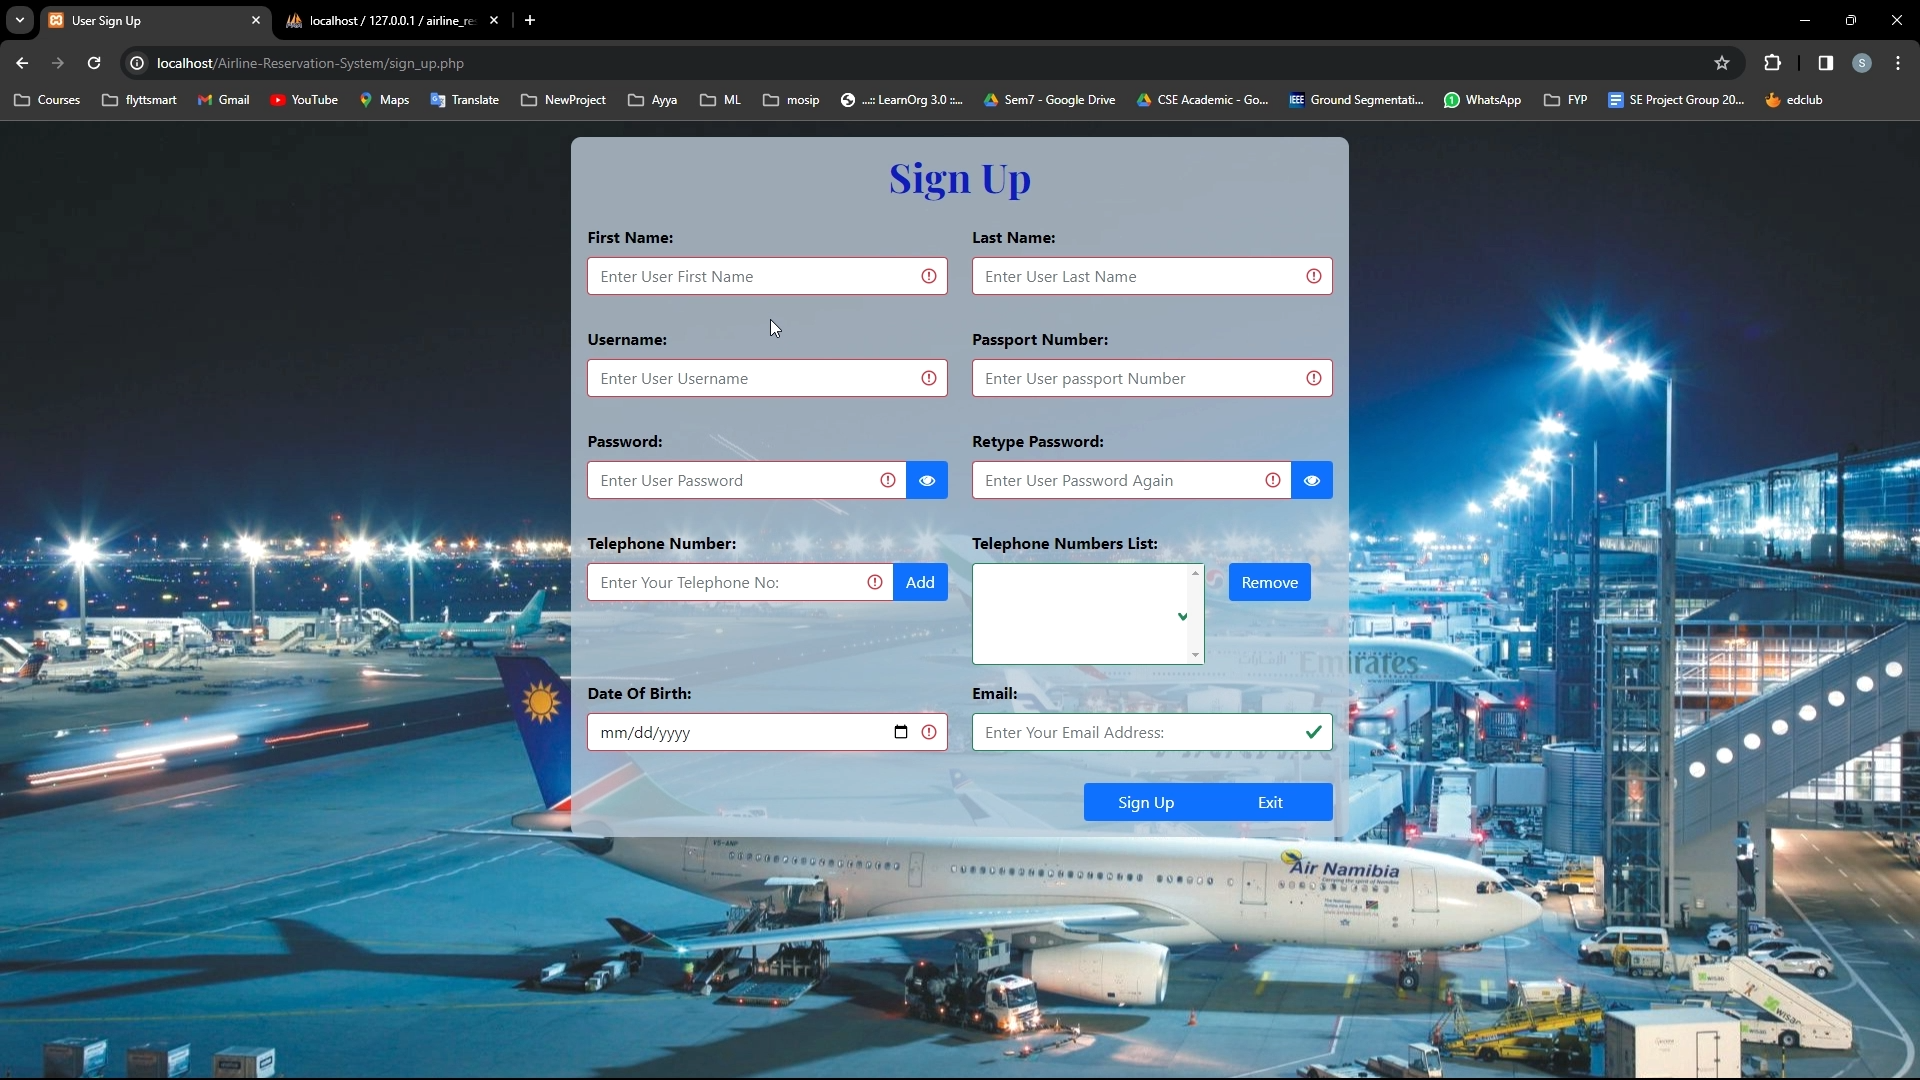 User Sign Up
localhost / 127.0.0.1 / airline_re
localhost/Airline-Reservation-System/sign_up.php
S
Courses
flyttsmart
Gmail
YouTube
Maps
Translate
NewProject
Ayya
ML
mosip
..:: LearnOrg 3.0 ::...
Sem7 - Google Drive
CSE Academic - Go...
IEEE
Ground Segmentati...
WhatsApp
FYP
SE Project Group 20...
edclub
Sign Up
First Name:
Last Name:
Enter User First Name
Enter User Last Name
Username:
Passport Number:
Enter User Username
Enter User passport Number
Password:
Retype Password:
Enter User Password
Enter User Password Again
Telephone Number:
Telephone Numbers List:
Enter Your Telephone No:
Add
Remove
Emirates
Date Of Birth:
Email:
mm/dd/yyyy
Enter Your Email Address:
Sign Up
Exit
V5-ANP
Air Namibia